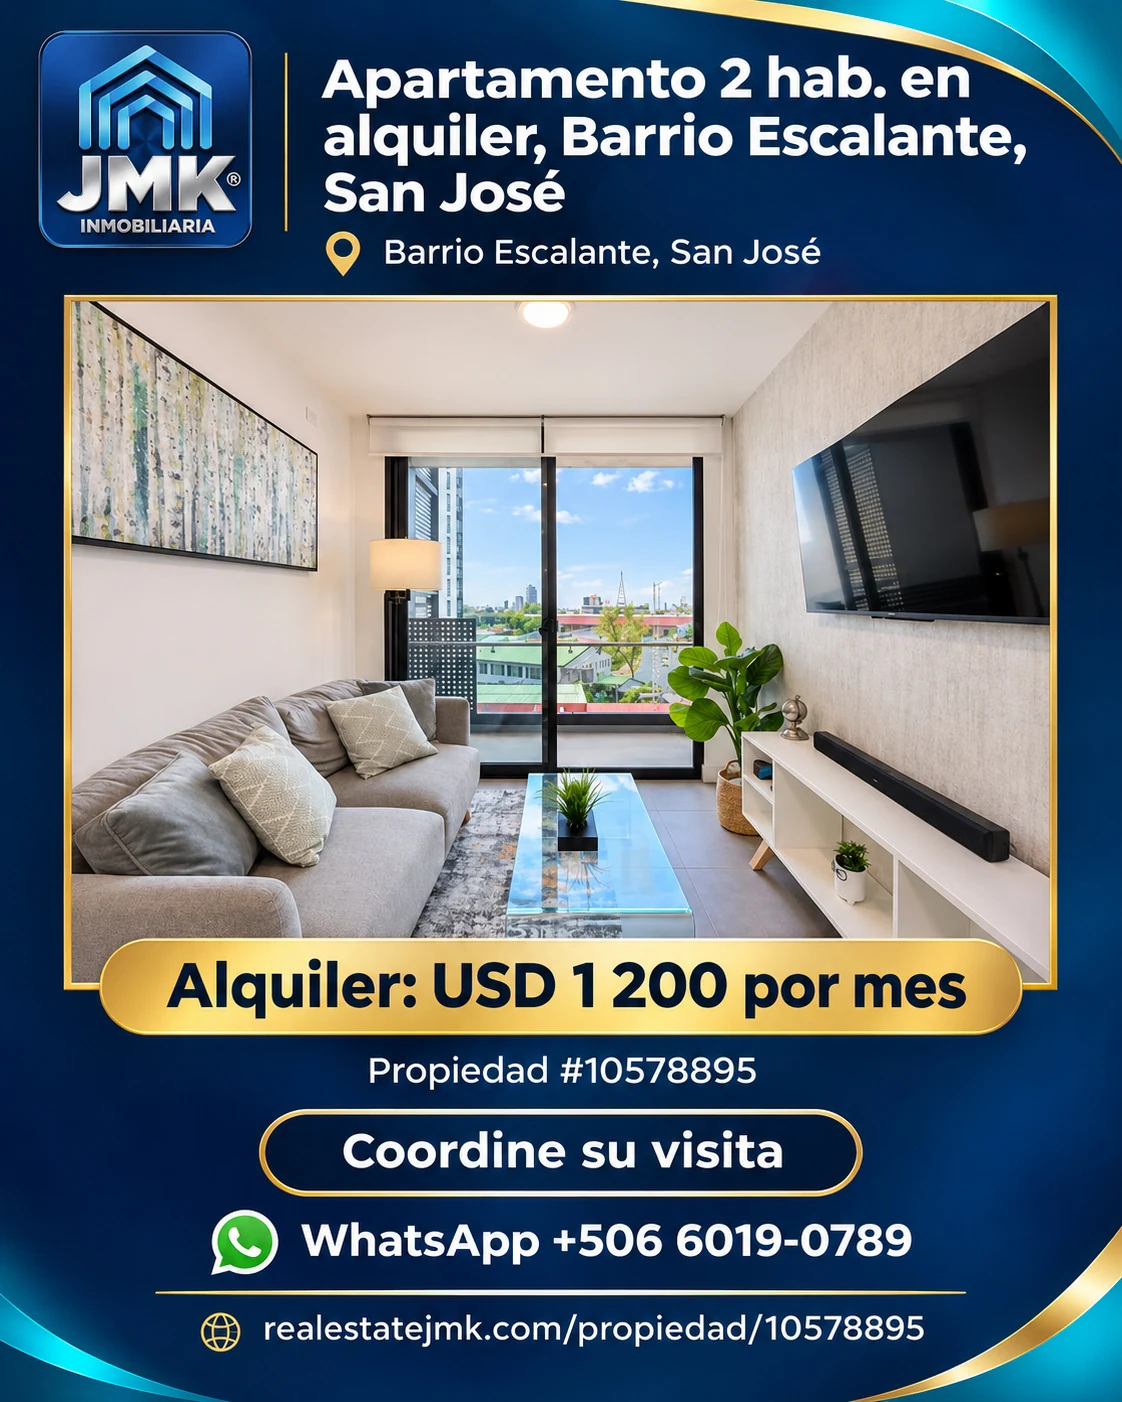 JMK®
INMOBILIARIA
Apartamento 2 hab. en
alquiler, Barrio Escalante,
San José
Barrio Escalante, San José
Alquiler: USD 1 200 por mes
Propiedad #10578895
Coordine su visita
WhatsApp +506 6019-0789
realestatejmk.com/propiedad/10578895